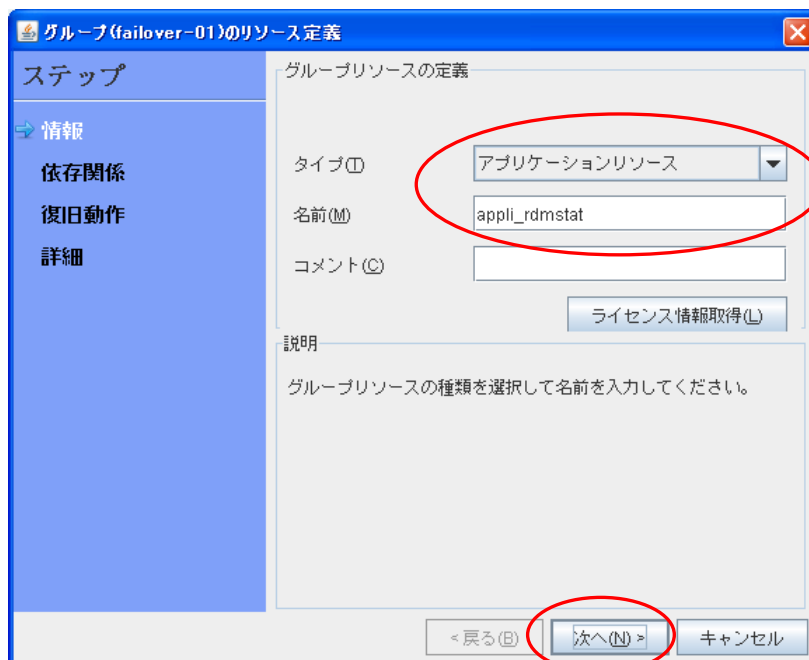 グループ(failover-01)のリソース定義
ステップ
情報
依存関係
復旧動作
詳細
グループリソースの定義
タイプ(T) アプリケーションリソース
名前(M) appli_rdmstat
コメント(C)
ライセンス情報取得(L)
説明
グループリソースの種類を選択して名前を入力してください。
<戻る(B) 次へ(N)> キャンセル